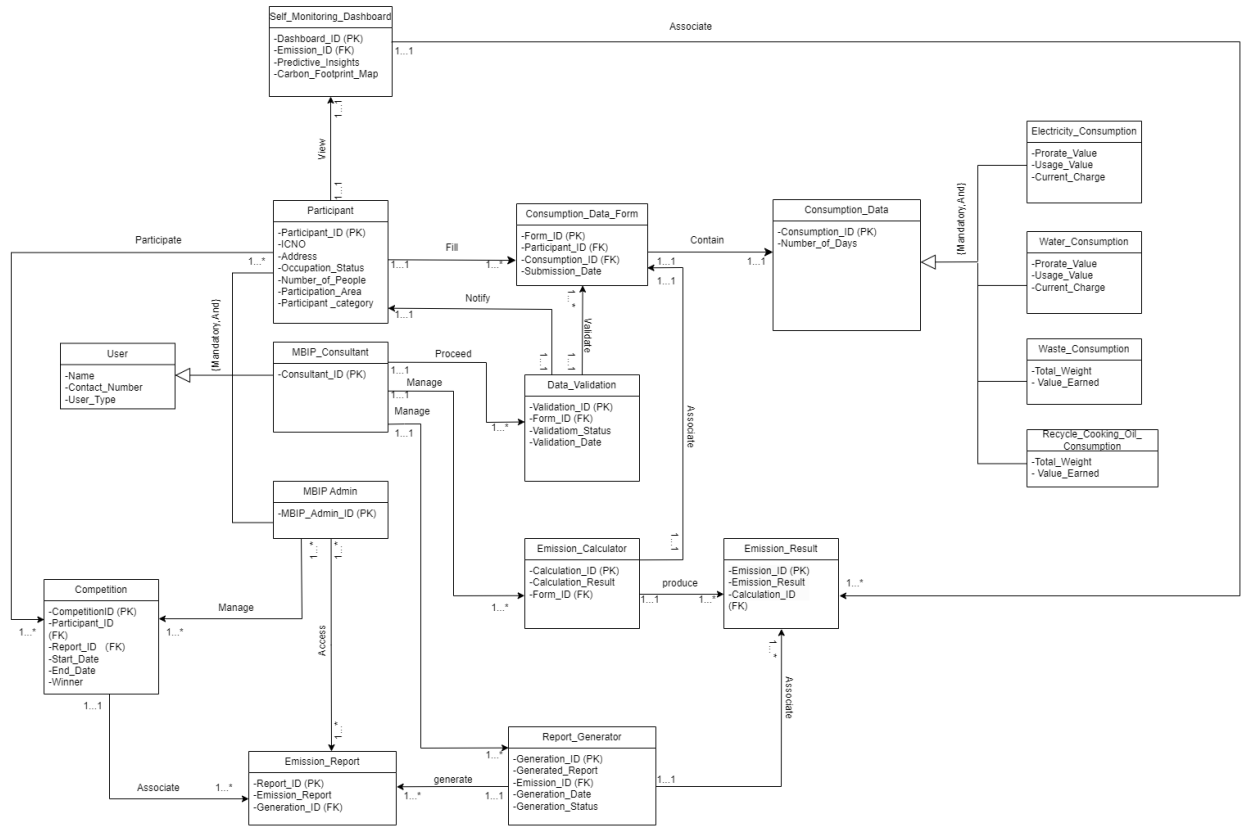 Self_Monitoring_Dashboard
-Dashboard_ID (PK)
-Emission_ID (FK)
-Predictive_Insights
-Carbon_Footprint_Map
1...1
Associate
1...1
View
1...1
Participant
-Participant_ID (PK)
-ICNO
-Address
-Occupation_Status
-Number_of_People
-Participation_Area
-Participant _category
Participate
1...*
Fill
1...1
1...*
Consumption_Data_Form
-Form_ID (PK)
-Participant_ID (FK)
-Consumption_ID (FK)
-Submission_Date
Contain
1...1
1...1
1...1
Consumption_Data
-Consumption_ID (PK)
-Number_of_Days
{Mandatory,And}
Electricity_Consumption
-Prorate_Value
-Usage_Value
-Current_Charge
Water_Consumption
-Prorate_Value
-Usage_Value
-Current_Charge
Waste_Consumption
-Total_Weight
- Value_Earned
Recycle_Cooking_Oil_
Consumption
-Total_Weight
- Value_Earned
Notify
1...1
1...1
1...*
Validate
1...1
{Mandatory,And}
User
-Name
-Contact_Number
-User_Type
MBIP_Consultant
-Consultant_ID (PK)
Proceed
1...1
1...*
Manage
1...1
Manage
1...1
Data_Validation
-Validation_ID (PK)
-Form_ID (FK)
-Validatiom_Status
-Validation_Date
Associate
1...1
MBIP Admin
-MBIP_Admin_ID (PK)
1...*
1...*
Emission_Calculator
-Calculation_ID (PK)
-Calculation_Result
-Form_ID (FK)
1...*
produce
1...1
1...*
Emission_Result
-Emission_ID (PK)
-Emission_Result
-Calculation_ID
(FK)
1...*
1...*
Associate
Competition
-CompetitionID (PK)
-Participant_ID
(FK)
-Report_ID (FK)
-Start_Date
-End_Date
-Winner
1...*
Manage
1...*
1...1
Access
1...*
Associate
1...*
Emission_Report
-Report_ID (PK)
-Emission_Report
-Generation_ID (FK)
generate
1...*
1...1
1...*
Report_Generator
-Generation_ID (PK)
-Generated_Report
-Emission_ID (FK)
-Generation_Date
-Generation_Status
1...1